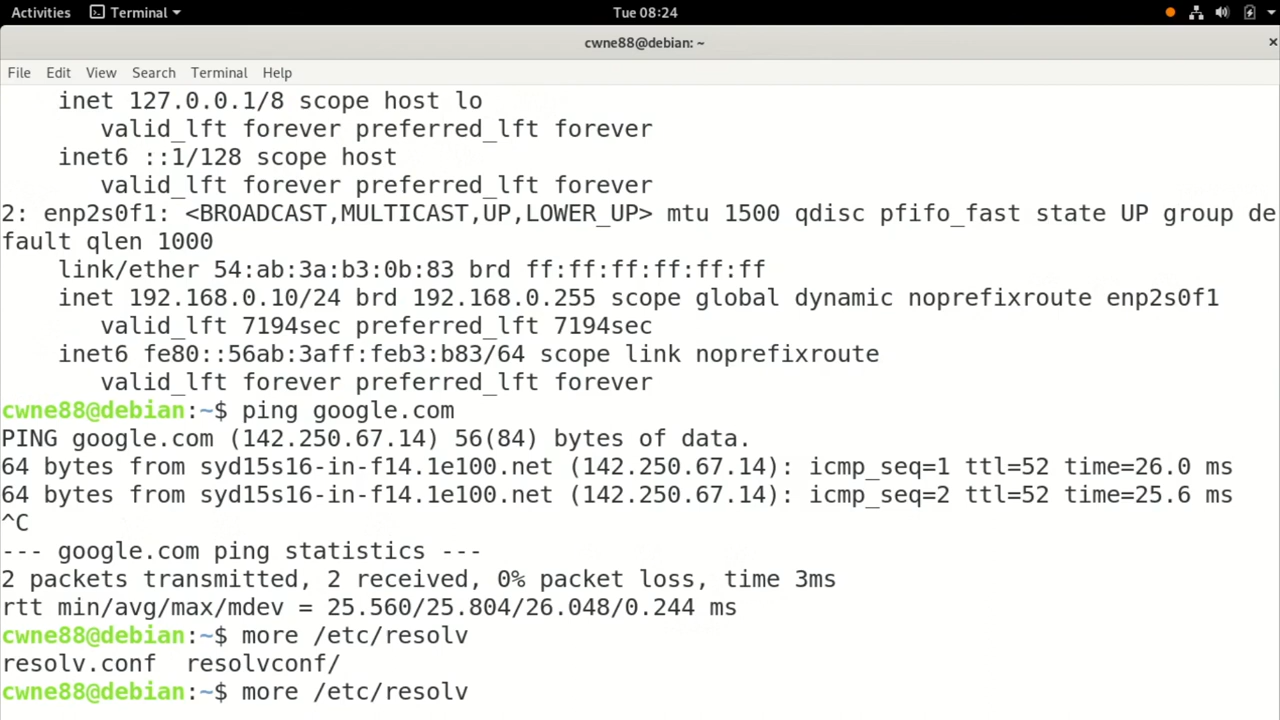 Activities Terminal Tue 08:24
cwne88@debian: ~
File Edit View Search Terminal Help
inet 127.0.0.1/8 scope host lo
valid_lft forever preferred_lft forever
inet6 ::1/128 scope host
valid_lft forever preferred_lft forever
2: enp2s0f1: <BROADCAST,MULTICAST,UP,LOWER_UP> mtu 1500 qdisc pfifo_fast state UP group de
fault qlen 1000
link/ether 54:ab:3a:b3:0b:83 brd ff:ff:ff:ff:ff:ff
inet 192.168.0.10/24 brd 192.168.0.255 scope global dynamic noprefixroute enp2s0f1
valid_lft 7194sec preferred_lft 7194sec
inet6 fe80::56ab:3aff:feb3:b83/64 scope link noprefixroute
valid_lft forever preferred_lft forever
cwne88@debian:~$ ping google.com
PING google.com (142.250.67.14) 56(84) bytes of data.
64 bytes from syd15s16-in-f14.1e100.net (142.250.67.14): icmp_seq=1 ttl=52 time=26.0 ms
64 bytes from syd15s16-in-f14.1e100.net (142.250.67.14): icmp_seq=2 ttl=52 time=25.6 ms
^C
--- google.com ping statistics ---
2 packets transmitted, 2 received, 0% packet loss, time 3ms
rtt min/avg/max/mdev = 25.560/25.804/26.048/0.244 ms
cwne88@debian:~$ more /etc/resolv
resolv.conf resolvconf/
cwne88@debian:~$ more /etc/resolv